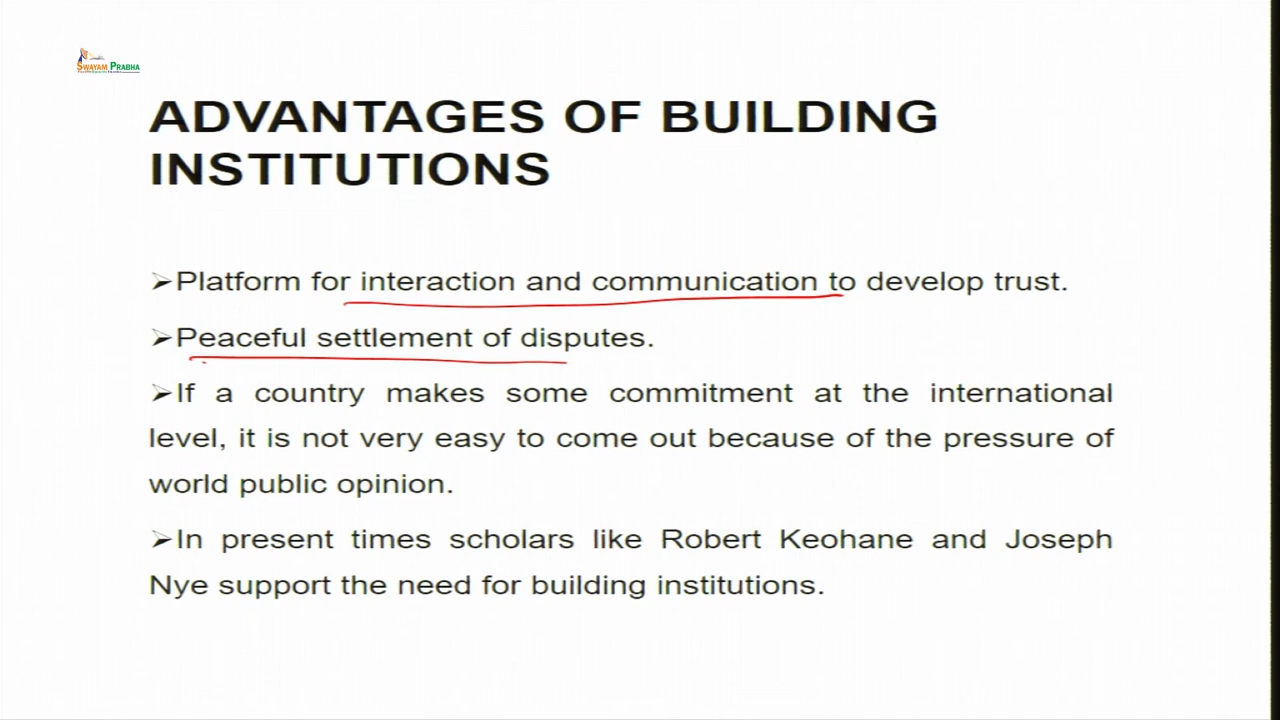 SWAYAM PRABHA
ADVANTAGES OF BUILDING
INSTITUTIONS
➢Platform for interaction and communication to develop trust.
➢Peaceful settlement of disputes.
➢If a country makes some commitment at the international
level, it is not very easy to come out because of the pressure of
world public opinion.
➢In present times scholars like Robert Keohane and Joseph
Nye support the need for building institutions.